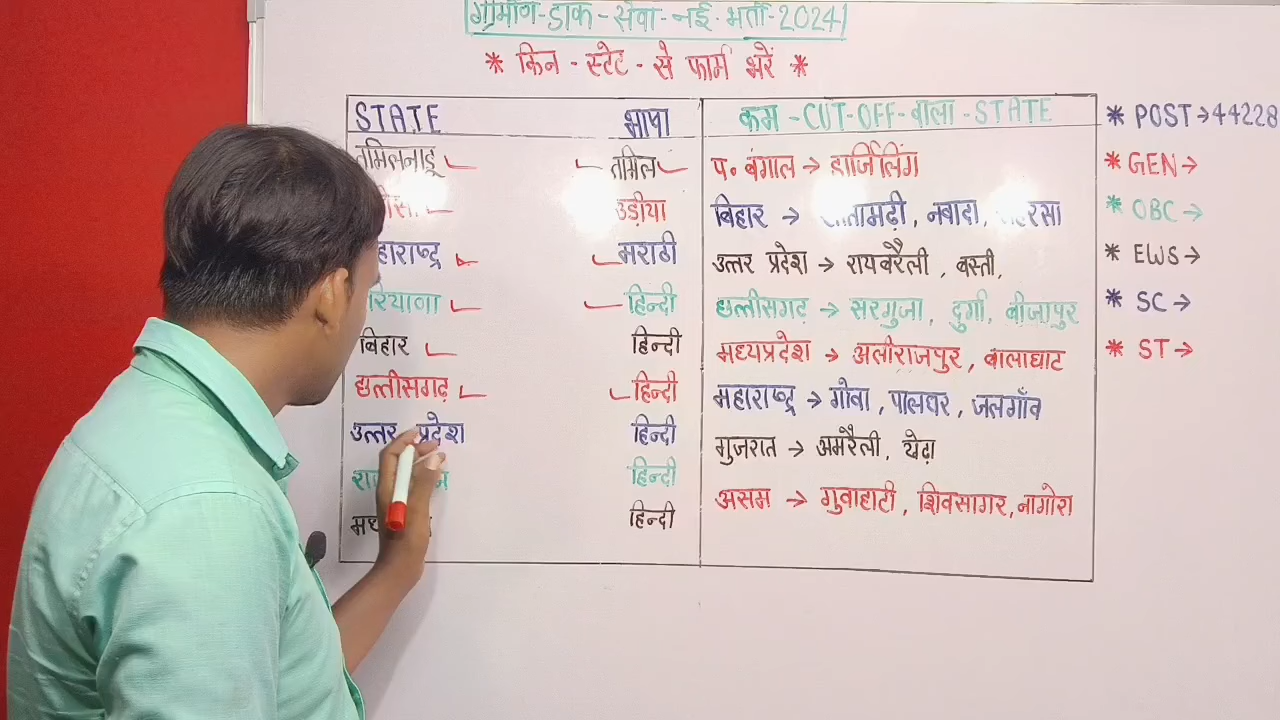 ग्रामीण-डाक-सेवा-नई-भर्ती-2024
* किन - स्टेट - से फार्म भरें *
STATE भाषा
तमिलनाडू तमिल
उड़ीया
मराठी
हिन्दी
बिहार हिन्दी
छत्तीसगढ़ हिन्दी
उत्तर प्रदेश हिन्दी
हिन्दी
हिन्दी
कम -CUT-OFF-वाला-STATE
प. बंगाल → डार्जिलिंग
बिहार → नबादा,
उत्तर प्रदेश → रायबरैली, बस्ती,
छत्तीसगढ़ → सरगुजा, दुर्गा, बीजापुर
मध्यप्रदेश → अलीराजपुर, बालाघाट
महाराष्ट्र → गोवा, पालघर, जलगाँव
गुजरात → अमरैली, खेढ़ा
असम → गुवाहाटी, शिवसागर, नागोरा
* POST→44228
* GEN→
* OBC→
* EWS→
* SC→
* ST→